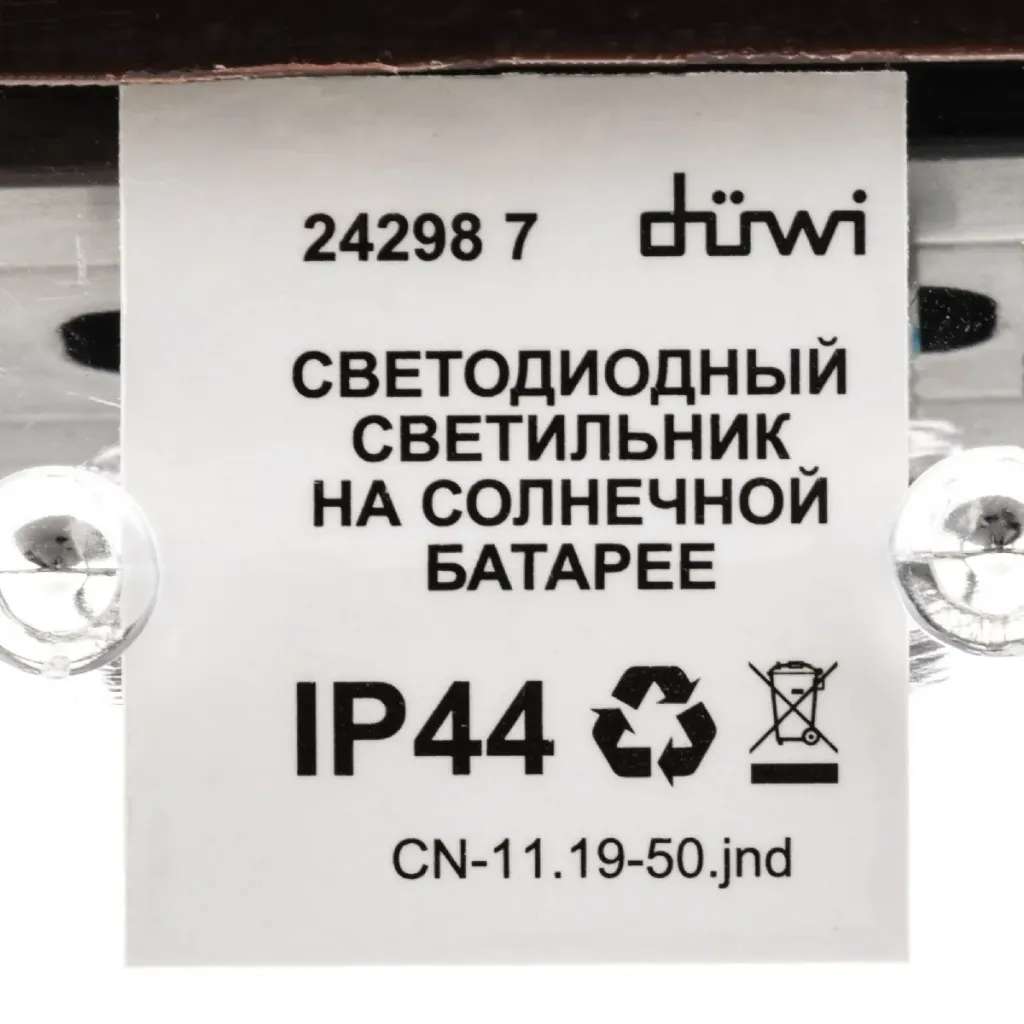 24298 7 düwi
СВЕТОДИОДНЫЙ
СВЕТИЛЬНИК
НА СОЛНЕЧНОЙ
БАТАРЕЕ
IP44
CN-11.19-50.jnd